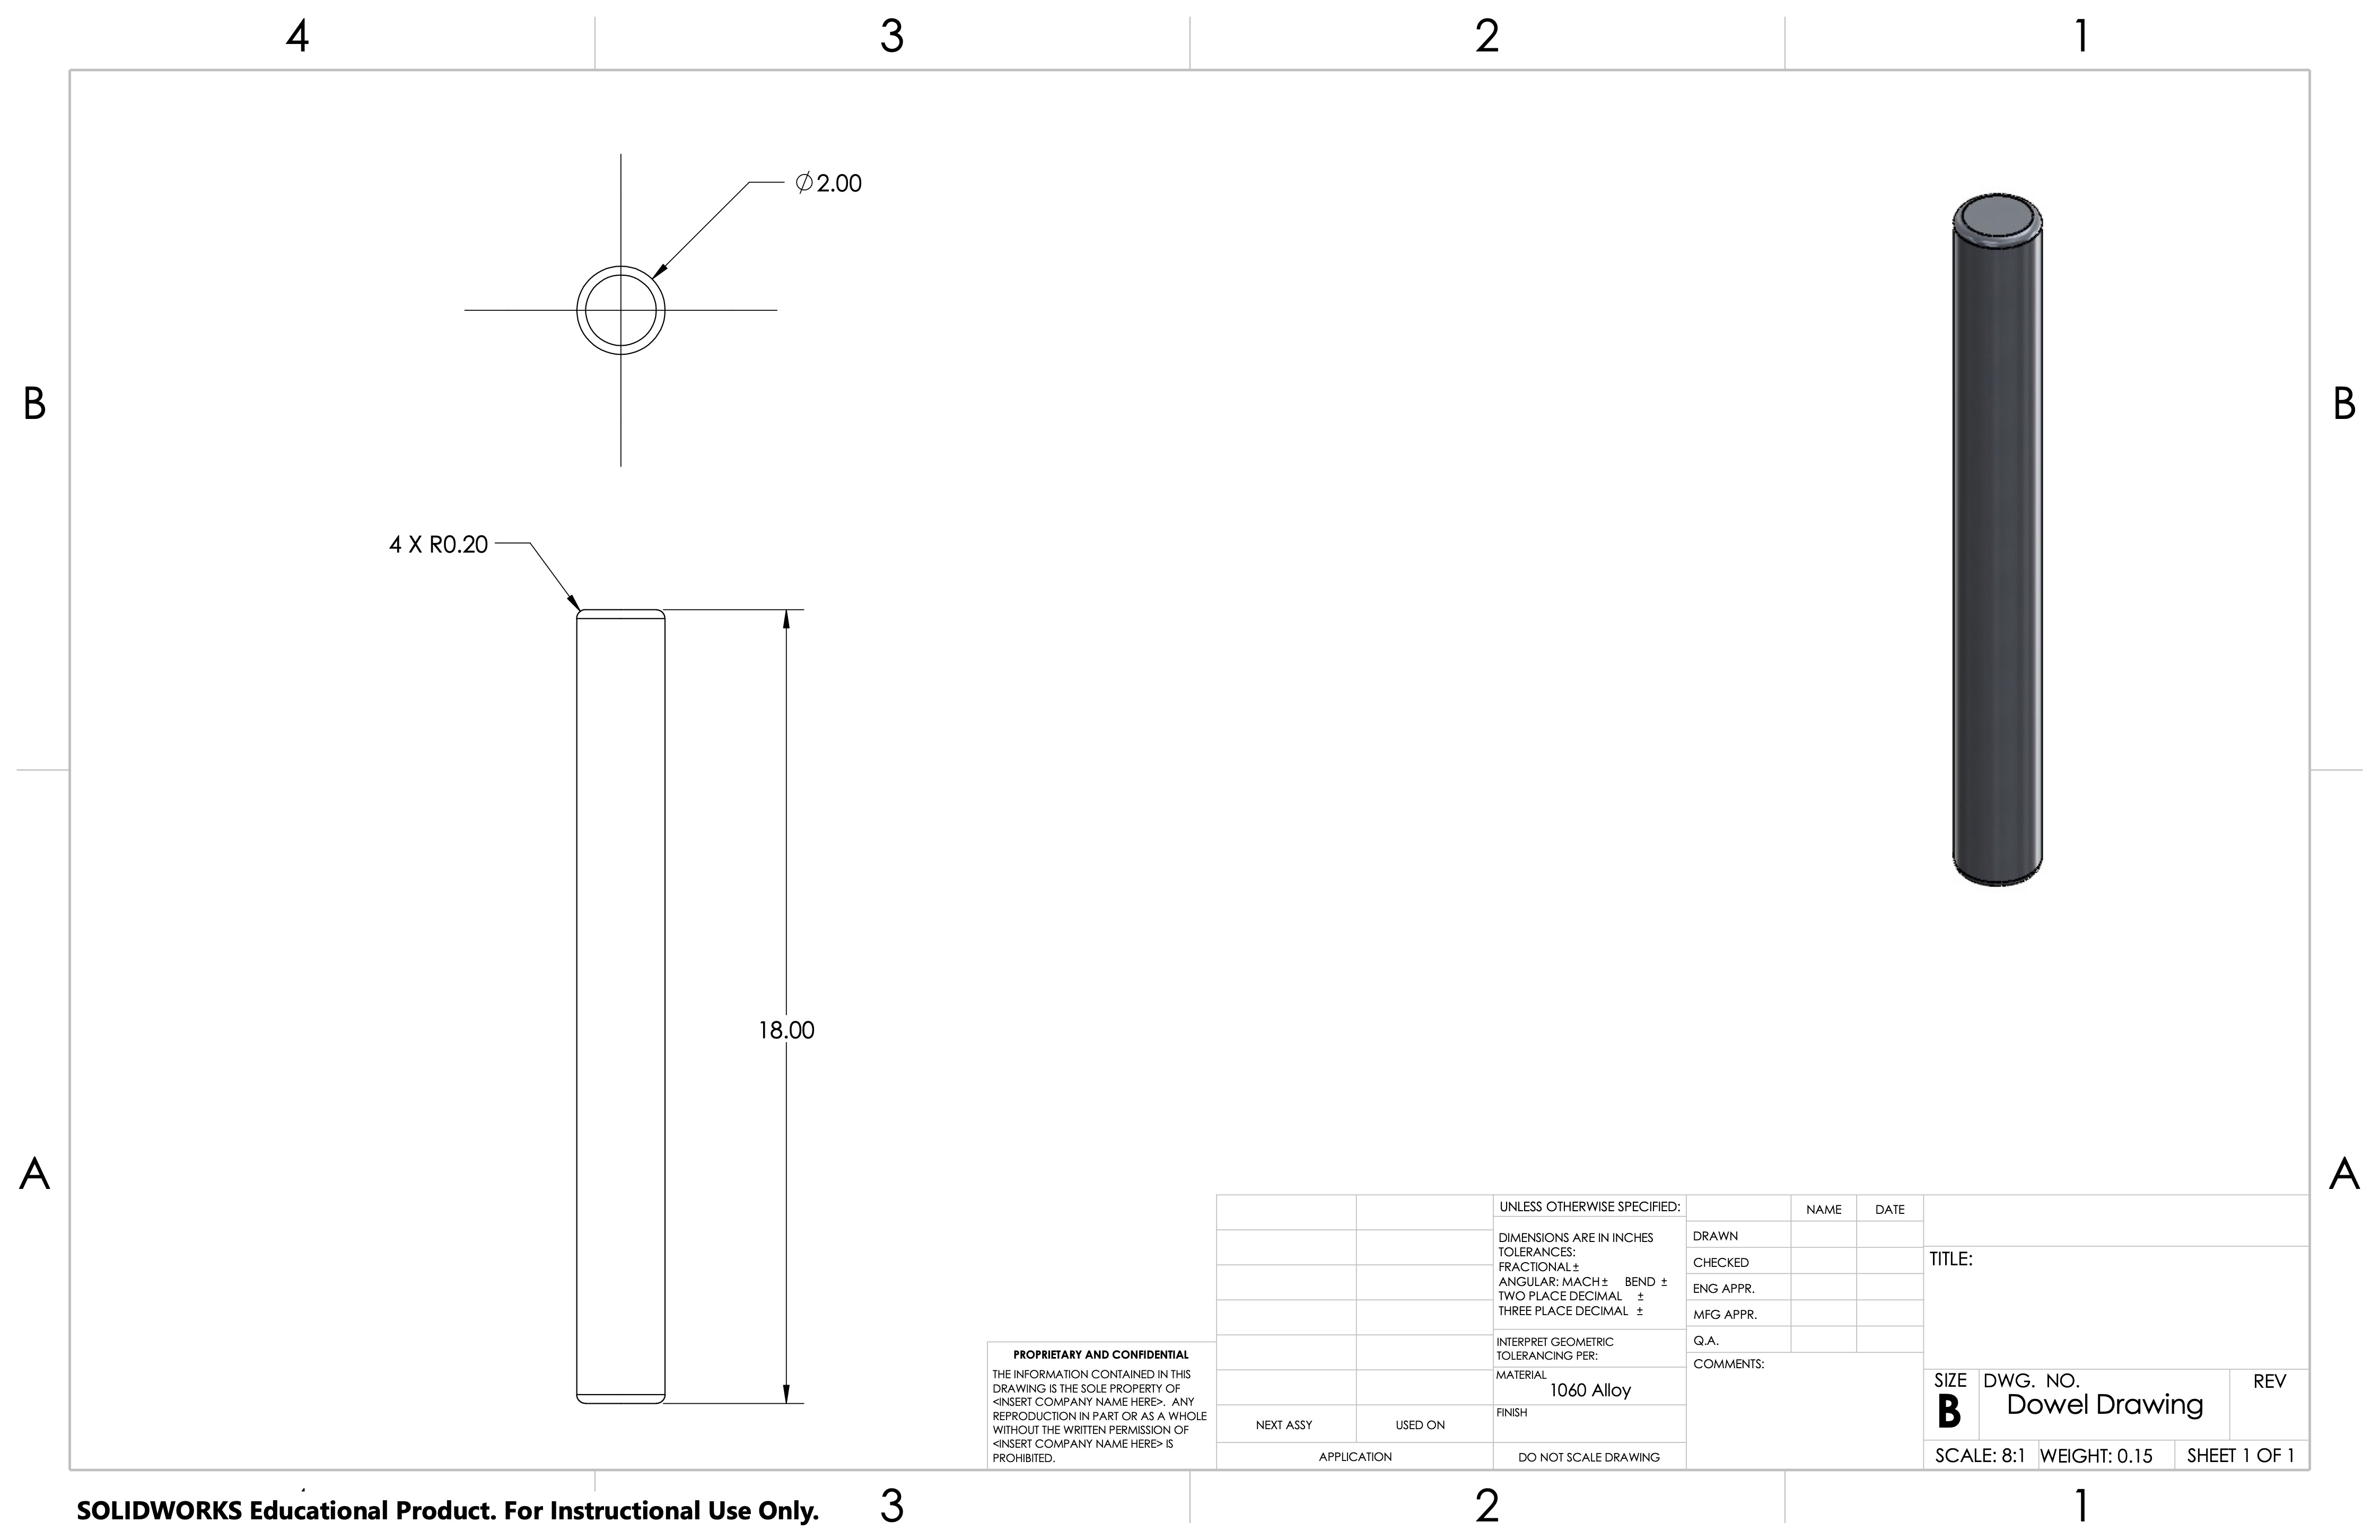 4 3 2 1
⌀2.00
B B
4 X R0.20
18.00
A A
UNLESS OTHERWISE SPECIFIED:
DIMENSIONS ARE IN INCHES
TOLERANCES:
FRACTIONAL±
ANGULAR: MACH± BEND ±
TWO PLACE DECIMAL ±
THREE PLACE DECIMAL ±
INTERPRET GEOMETRIC
TOLERANCING PER:
MATERIAL
1060 Alloy
FINISH
DO NOT SCALE DRAWING
NAME DATE
DRAWN
CHECKED
ENG APPR.
MFG APPR.
Q.A.
COMMENTS:
TITLE:
SIZE DWG. NO. REV
B Dowel Drawing
SCALE: 8:1 WEIGHT: 0.15 SHEET 1 OF 1
PROPRIETARY AND CONFIDENTIAL
THE INFORMATION CONTAINED IN THIS
DRAWING IS THE SOLE PROPERTY OF
<INSERT COMPANY NAME HERE>. ANY
REPRODUCTION IN PART OR AS A WHOLE
WITHOUT THE WRITTEN PERMISSION OF
<INSERT COMPANY NAME HERE> IS
PROHIBITED.
NEXT ASSY USED ON
APPLICATION
SOLIDWORKS Educational Product. For Instructional Use Only.
3 2 1